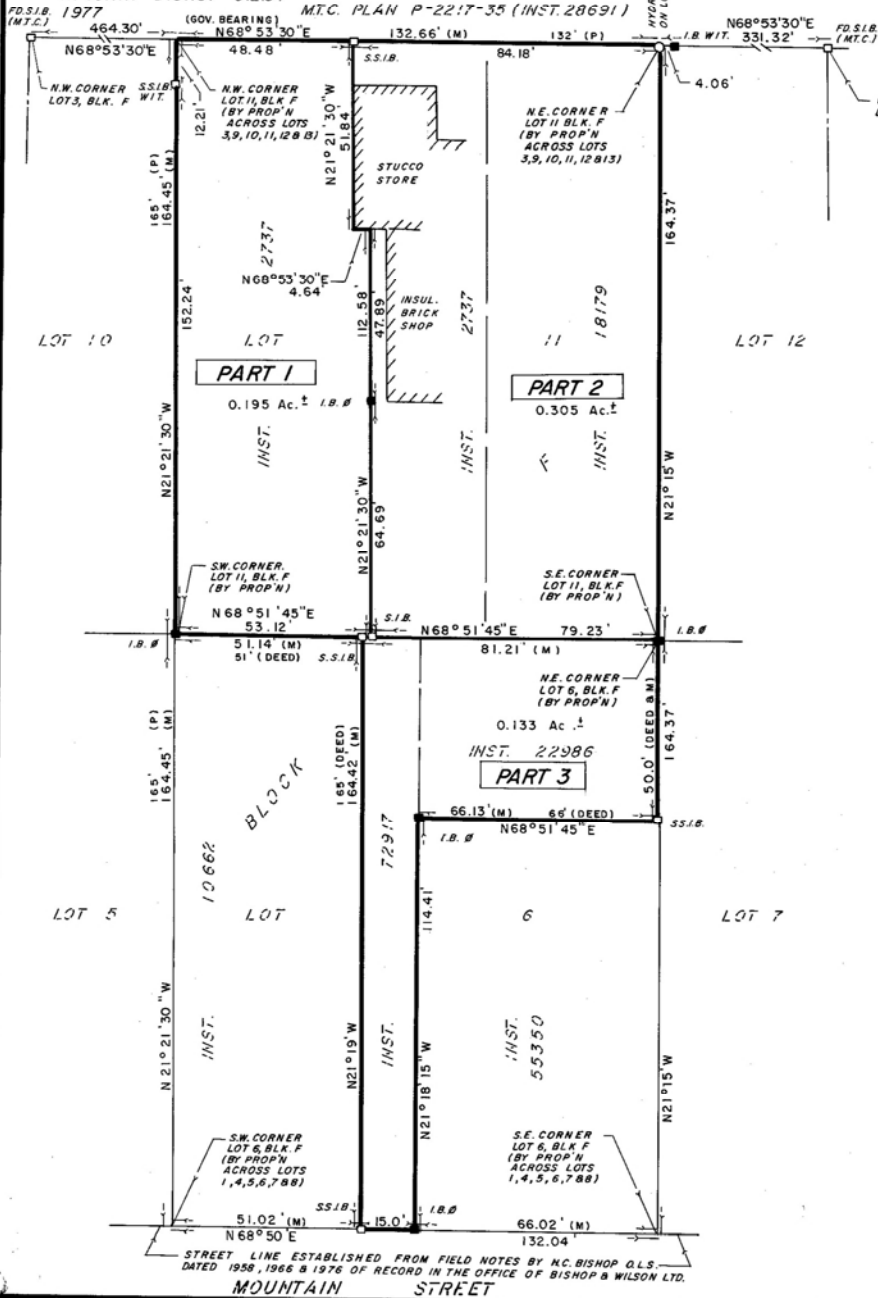 FD.S.I.B. 1977
(M.T.C.)
M.T.C. PLAN P-2217-35 (INST. 28691)
464.30'
N68°53'30"E
(GOV. BEARING)
N68°53'30"E
48.48'
132.66' (M)
132' (P)
84.18'
I.B. WIT.
N68°53'30"E
331.32'
FD.S.I.B.
(M.T.C.)
4.06'
S.S.I.B.
N.W. CORNER
LOT 3, BLK. F
S.S.I.B.
WIT.
12.21'
N.W. CORNER
LOT 11, BLK F
(BY PROP'N
ACROSS LOTS
3,9,10,11,12&13)
N21°21'30"W
51.84'
STUCCO
STORE
N.E. CORNER
LOT 11 BLK. F
(BY PROP'N
ACROSS LOTS
3,9,10,11,12&13)
165' (P)
164.45' (M)
164.37'
2737
N68°53'30"E
4.64'
152.24'
112.58'
47.89'
INSUL.
BRICK
SHOP
2737
18179
LOT 10
LOT
11
LOT 12
PART 1
0.195 Ac.±
I.B. Ø
PART 2
0.305 Ac.±
INST.
INST.
F
INST.
N21°21'30"W
N21°21'30"W
64.69'
N21°15'W
S.W. CORNER.
LOT 11, BLK. F
(BY PROP'N)
S.E. CORNER
LOT 11, BLK. F
(BY PROP'N)
N68°51'45"E
53.12'
S.I.B.
N68°51'45"E
79.23'
I.B. Ø
I.B. Ø
51.14' (M)
51' (DEED)
S.S.I.B.
81.21' (M)
N.E. CORNER
LOT 6, BLK. F
(BY PROP'N)
165' (P)
164.45' (M)
165' (DEED)
164.42' (M)
0.133 Ac.±
INST. 22986
PART 3
50.0' (DEED & M)
164.37'
BLOCK
66.13' (M)
66' (DEED)
N68°51'45"E
I.B. Ø
S.S.I.B.
10662
72917
114.41'
LOT 5
LOT
6
LOT 7
INST.
INST.
INST.
55350
N21°21'30"W
N21°19'W
N21°18'15"W
N21°15'W
S.W. CORNER
LOT 6, BLK. F
(BY PROP'N
ACROSS LOTS
1,4,5,6,7&8)
S.E. CORNER
LOT 6, BLK F
(BY PROP'N
ACROSS LOTS
1,4,5,6,7&8)
S.S.I.B.
I.B. Ø
51.02' (M)
N68°50'E
15.0'
66.02' (M)
132.04'
STREET LINE ESTABLISHED FROM FIELD NOTES BY N.C. BISHOP O.L.S.
DATED 1958, 1966 & 1976 OF RECORD IN THE OFFICE OF BISHOP & WILSON LTD.
MOUNTAIN STREET